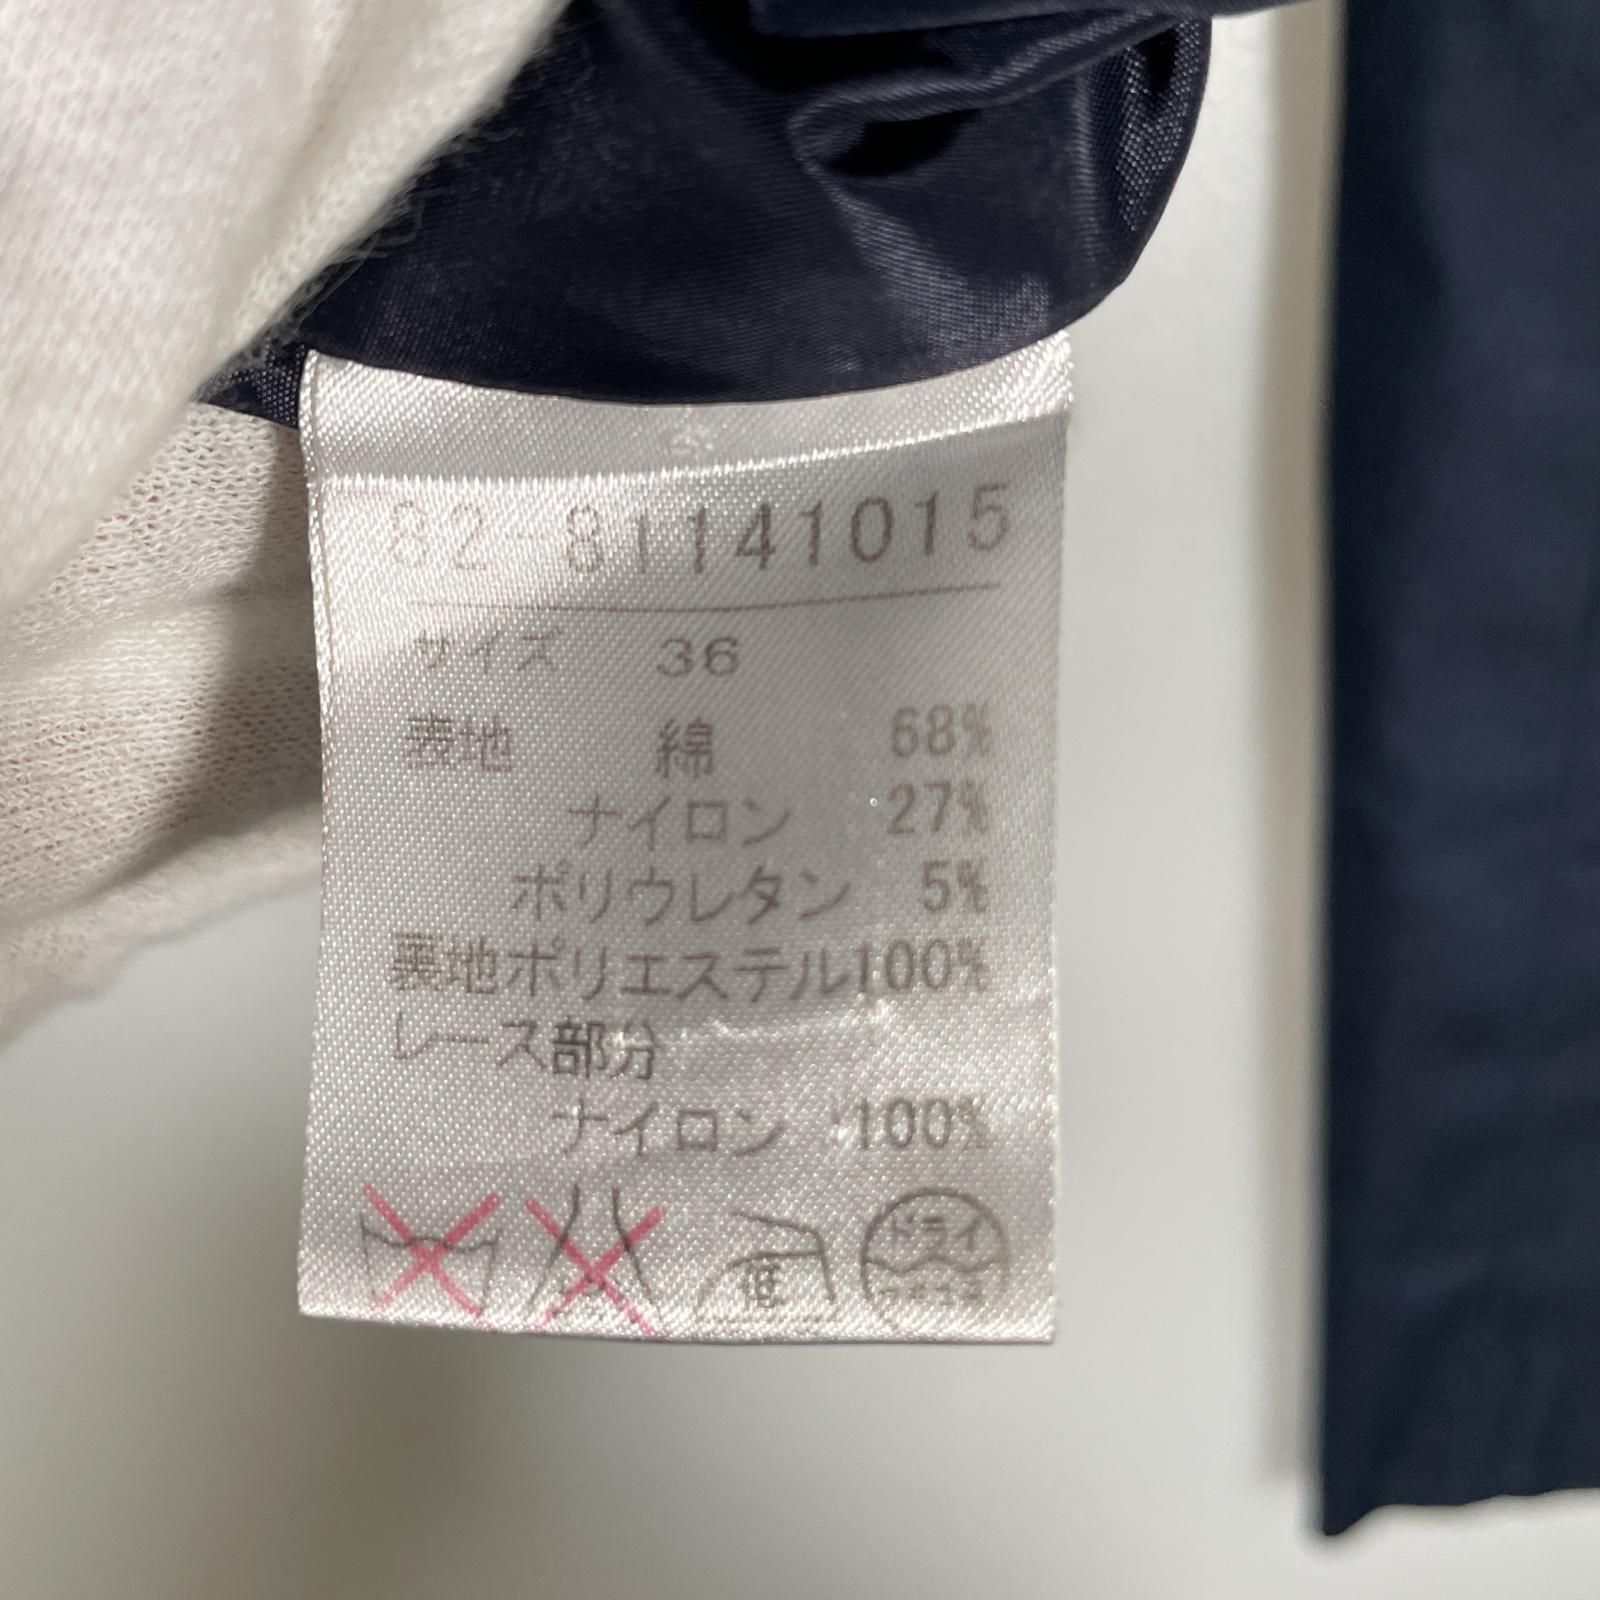 82-81141015
サイズ 36
表地 綿 68%
ナイロン 27%
ポリウレタン 5%
裏地ポリエステル100%
レース部分
ナイロン 100%
ドライ